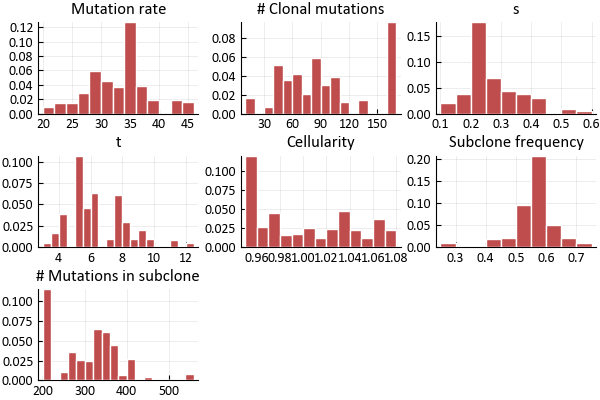 Mutation rate
0.12
0.10
0.08
0.06
0.04
0.02
0.00
20 25 30 35 40 45
# Clonal mutations
0.08
0.06
0.04
0.02
0.00
30 60 90 120 150
s
0.15
0.10
0.05
0.00
0.1 0.2 0.3 0.4 0.5 0.6
t
0.100
0.075
0.050
0.025
0.000
4 6 8 10 12
Cellularity
0.100
0.075
0.050
0.025
0.000
0.96 0.98 1.00 1.02 1.04 1.06 1.08
Subclone frequency
0.20
0.15
0.10
0.05
0.00
0.3 0.4 0.5 0.6 0.7
# Mutations in subclone
0.100
0.075
0.050
0.025
0.000
200 300 400 500